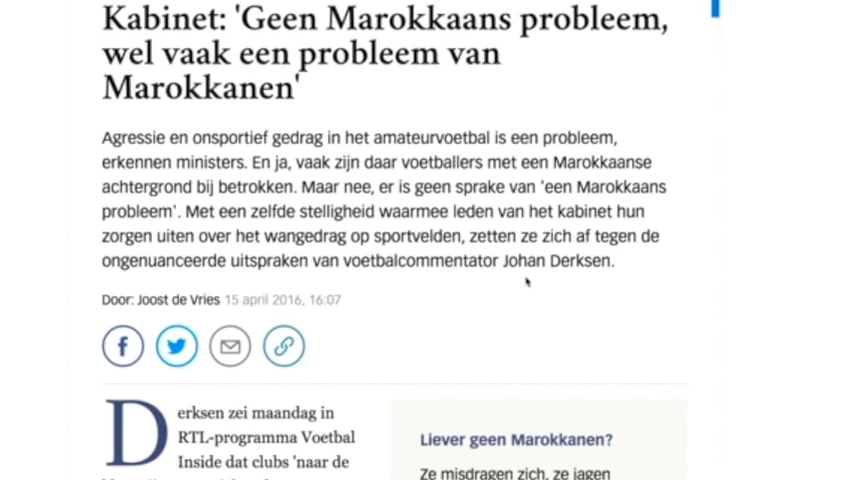 Kabinet: 'Geen Marokkaans probleem,
wel vaak een probleem van
Marokkanen'
Agressie en onsportief gedrag in het amateurvoetbal is een probleem,
erkennen ministers. En ja, vaak zijn daar voetballers met een Marokkaanse
achtergrond bij betrokken. Maar nee, er is geen sprake van 'een Marokkaans
probleem'. Met een zelfde stelligheid waarmee leden van het kabinet hun
zorgen uiten over het wangedrag op sportvelden, zetten ze zich af tegen de
ongenuanceerde uitspraken van voetbalcommentator Johan Derksen.
Door: Joost de Vries 15 april 2016, 16:07
Derksen zei maandag in
RTL-programma Voetbal
Inside dat clubs 'naar de
Liever geen Marokkanen?
Ze misdragen zich, ze jagen